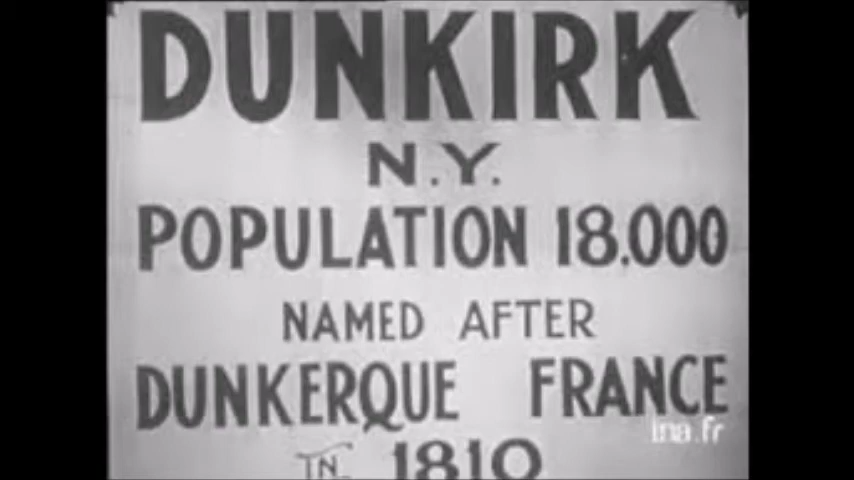 DUNKIRK
N.Y.
POPULATION 18.000
NAMED AFTER
DUNKERQUE FRANCE
ina.fr
IN 1810